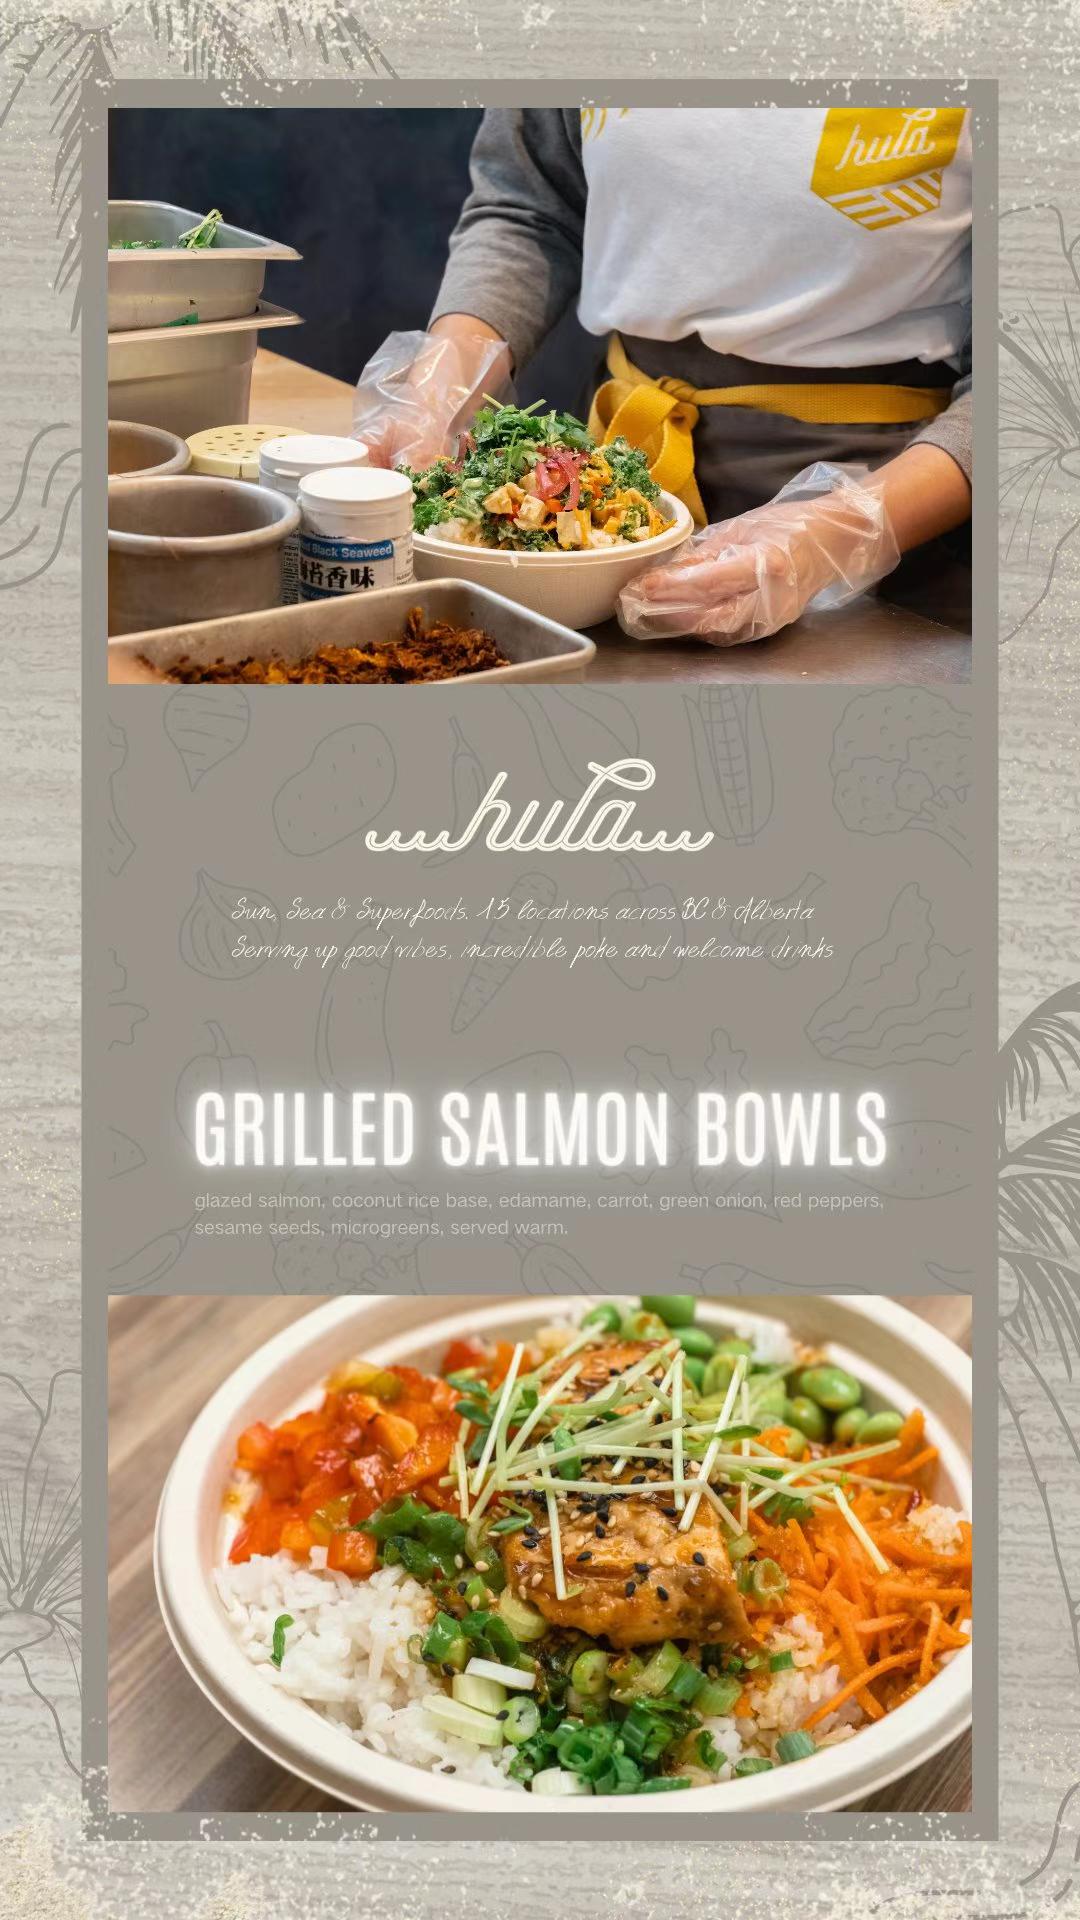 hula
d Black Seaweed
苔香味
hula
Sun, Sea & Superfoods. 15 locations across BC & Alberta
Serving up good vibes, incredible poke and welcome drinks
GRILLED SALMON BOWLS
glazed salmon, coconut rice base, edamame, carrot, green onion, red peppers,
sesame seeds, microgreens, served warm.